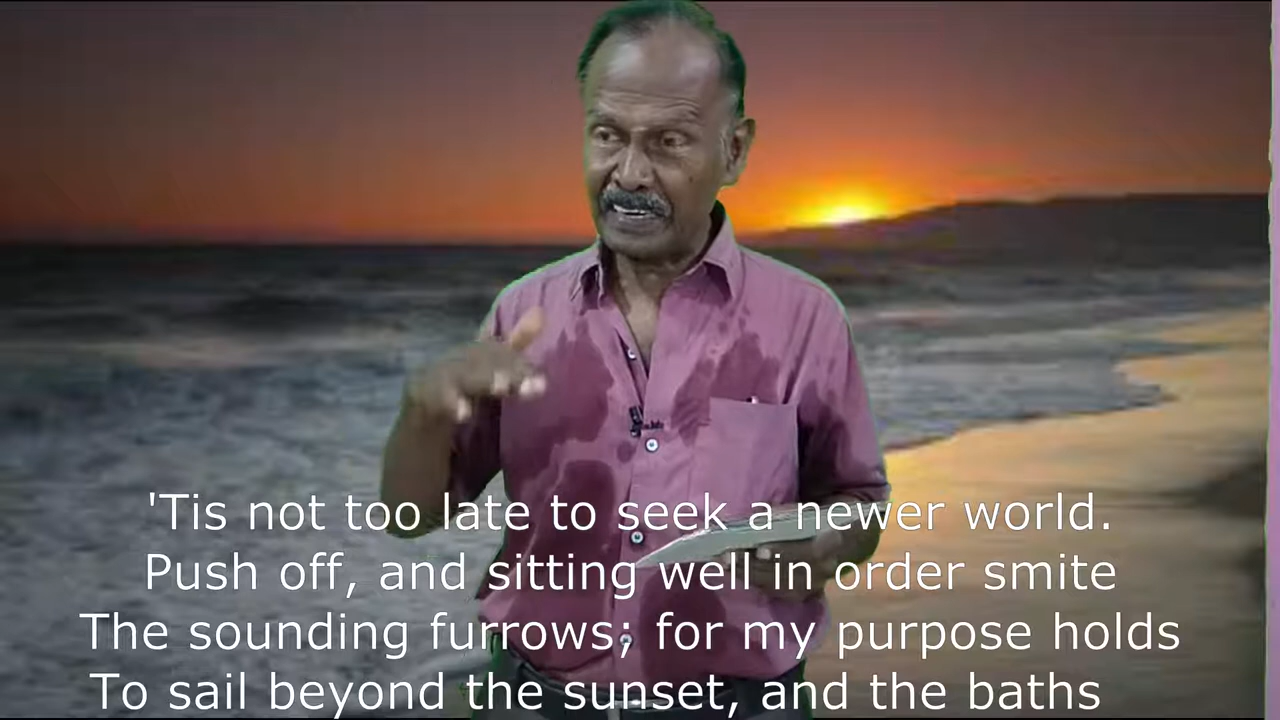 'Tis not too late to seek a newer world.
Push off, and sitting well in order smite
The sounding furrows; for my purpose holds
To sail beyond the sunset, and the baths